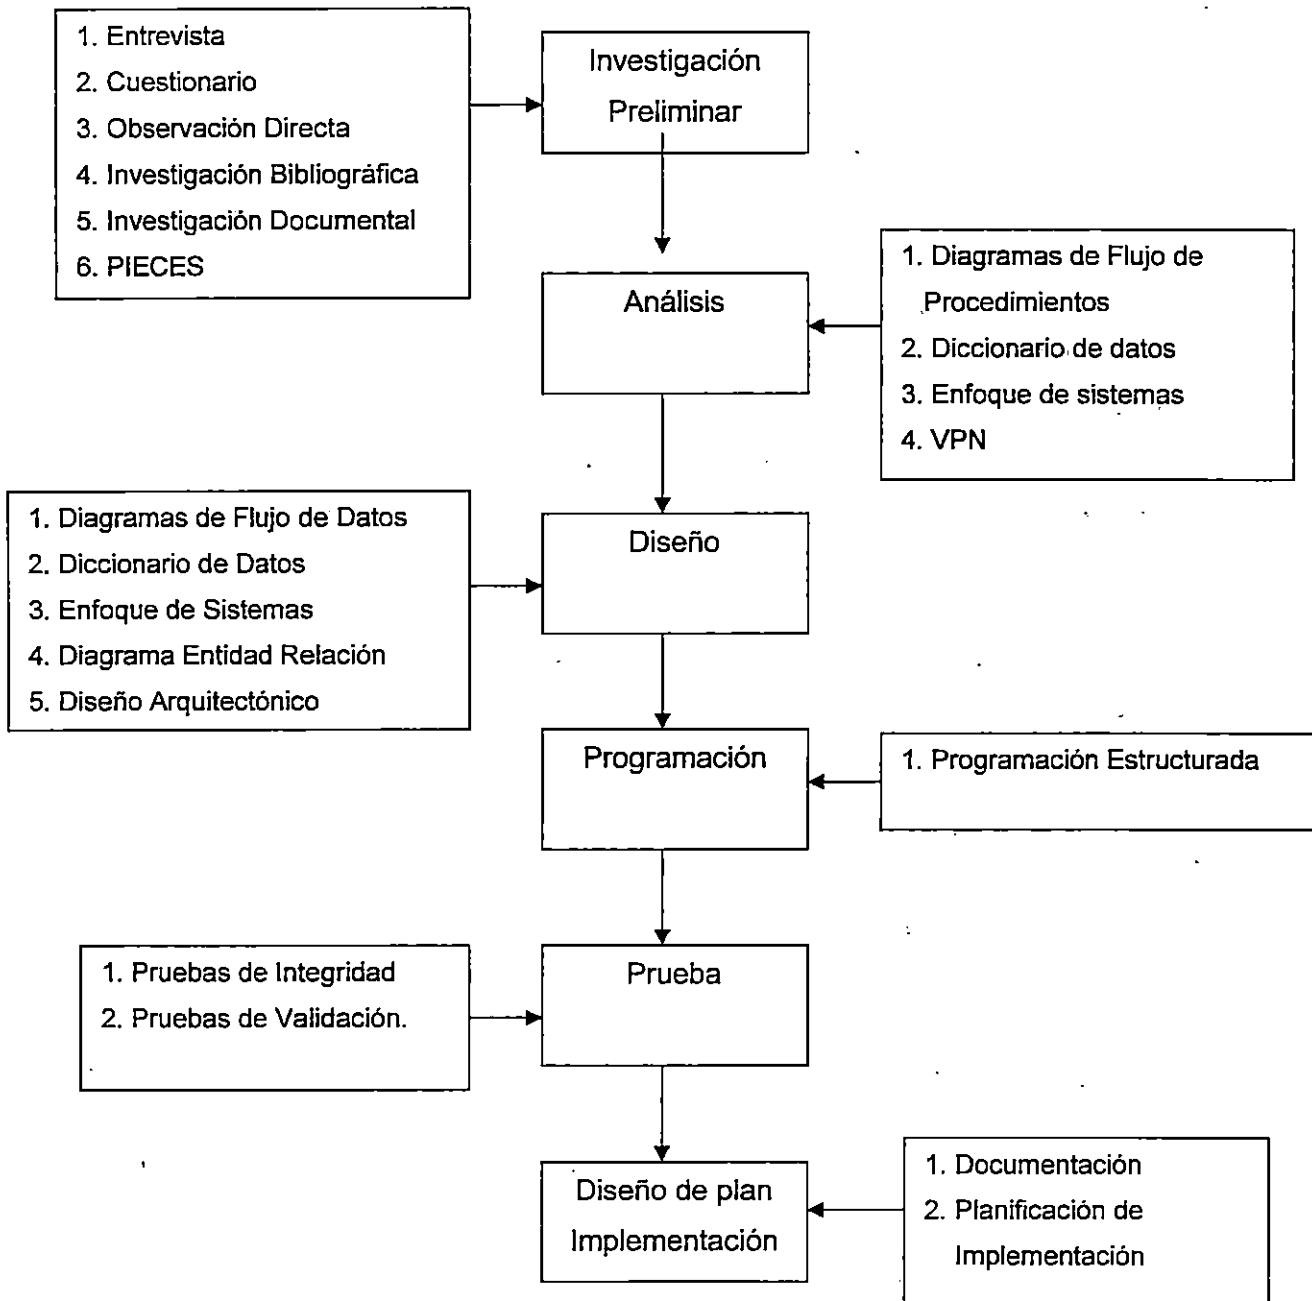 1. Entrevista
2. Cuestionario
3. Observación Directa
4. Investigación Bibliográfica
5. Investigación Documental
6. PIECES
Investigación
Preliminar
Análisis
1. Diagramas de Flujo de
Procedimientos
2. Diccionario de datos
3. Enfoque de sistemas
4. VPN
1. Diagramas de Flujo de Datos
2. Diccionario de Datos
3. Enfoque de Sistemas
4. Diagrama Entidad Relación
5. Diseño Arquitectónico
Diseño
Programación
1. Programación Estructurada
1. Pruebas de Integridad
2. Pruebas de Validación.
Prueba
Diseño de plan
Implementación
1. Documentación
2. Planificación de
Implementación